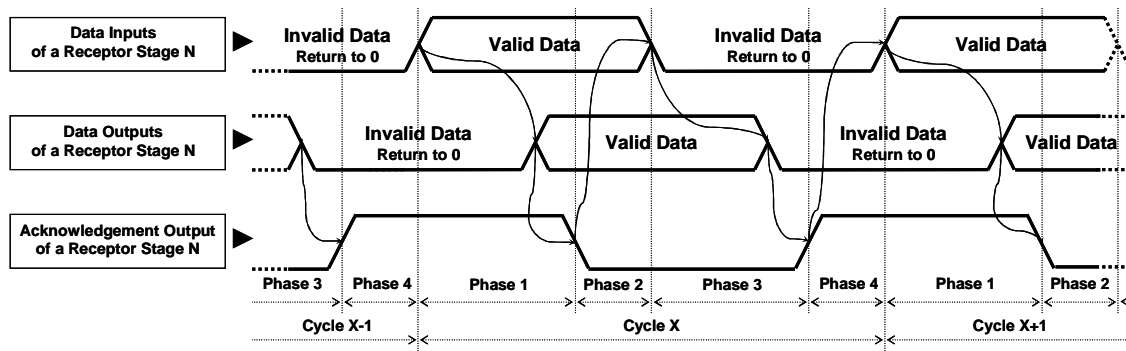 Data Inputs
of a Receptor Stage N
Invalid Data
Return to 0
Valid Data
Invalid Data
Return to 0
Valid Data
Data Outputs
of a Receptor Stage N
Invalid Data
Return to 0
Valid Data
Invalid Data
Return to 0
Valid Data
Acknowledgement Output
of a Receptor Stage N
Phase 3 Phase 4 Phase 1 Phase 2 Phase 3 Phase 4 Phase 1 Phase 2
Cycle X-1 Cycle X Cycle X+1